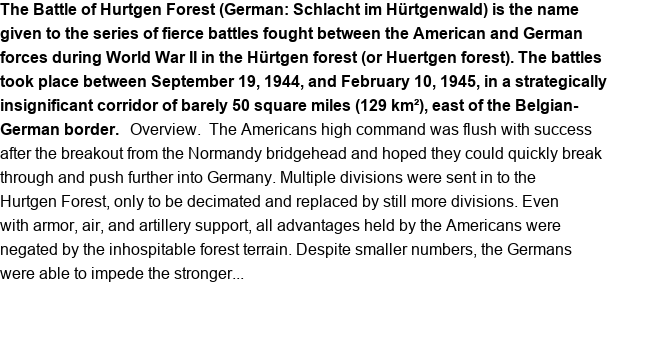 The Battle of Hurtgen Forest (German: Schlacht im Hürtgenwald) is the name
given to the series of fierce battles fought between the American and German
forces during World War II in the Hürtgen forest (or Huertgen forest). The battles
took place between September 19, 1944, and February 10, 1945, in a strategically
insignificant corridor of barely 50 square miles (129 km²), east of the Belgian-
German border.   Overview.  The Americans high command was flush with success
after the breakout from the Normandy bridgehead and hoped they could quickly break
through and push further into Germany. Multiple divisions were sent in to the
Hurtgen Forest, only to be decimated and replaced by still more divisions. Even
with armor, air, and artillery support, all advantages held by the Americans were
negated by the inhospitable forest terrain. Despite smaller numbers, the Germans
were able to impede the stronger...